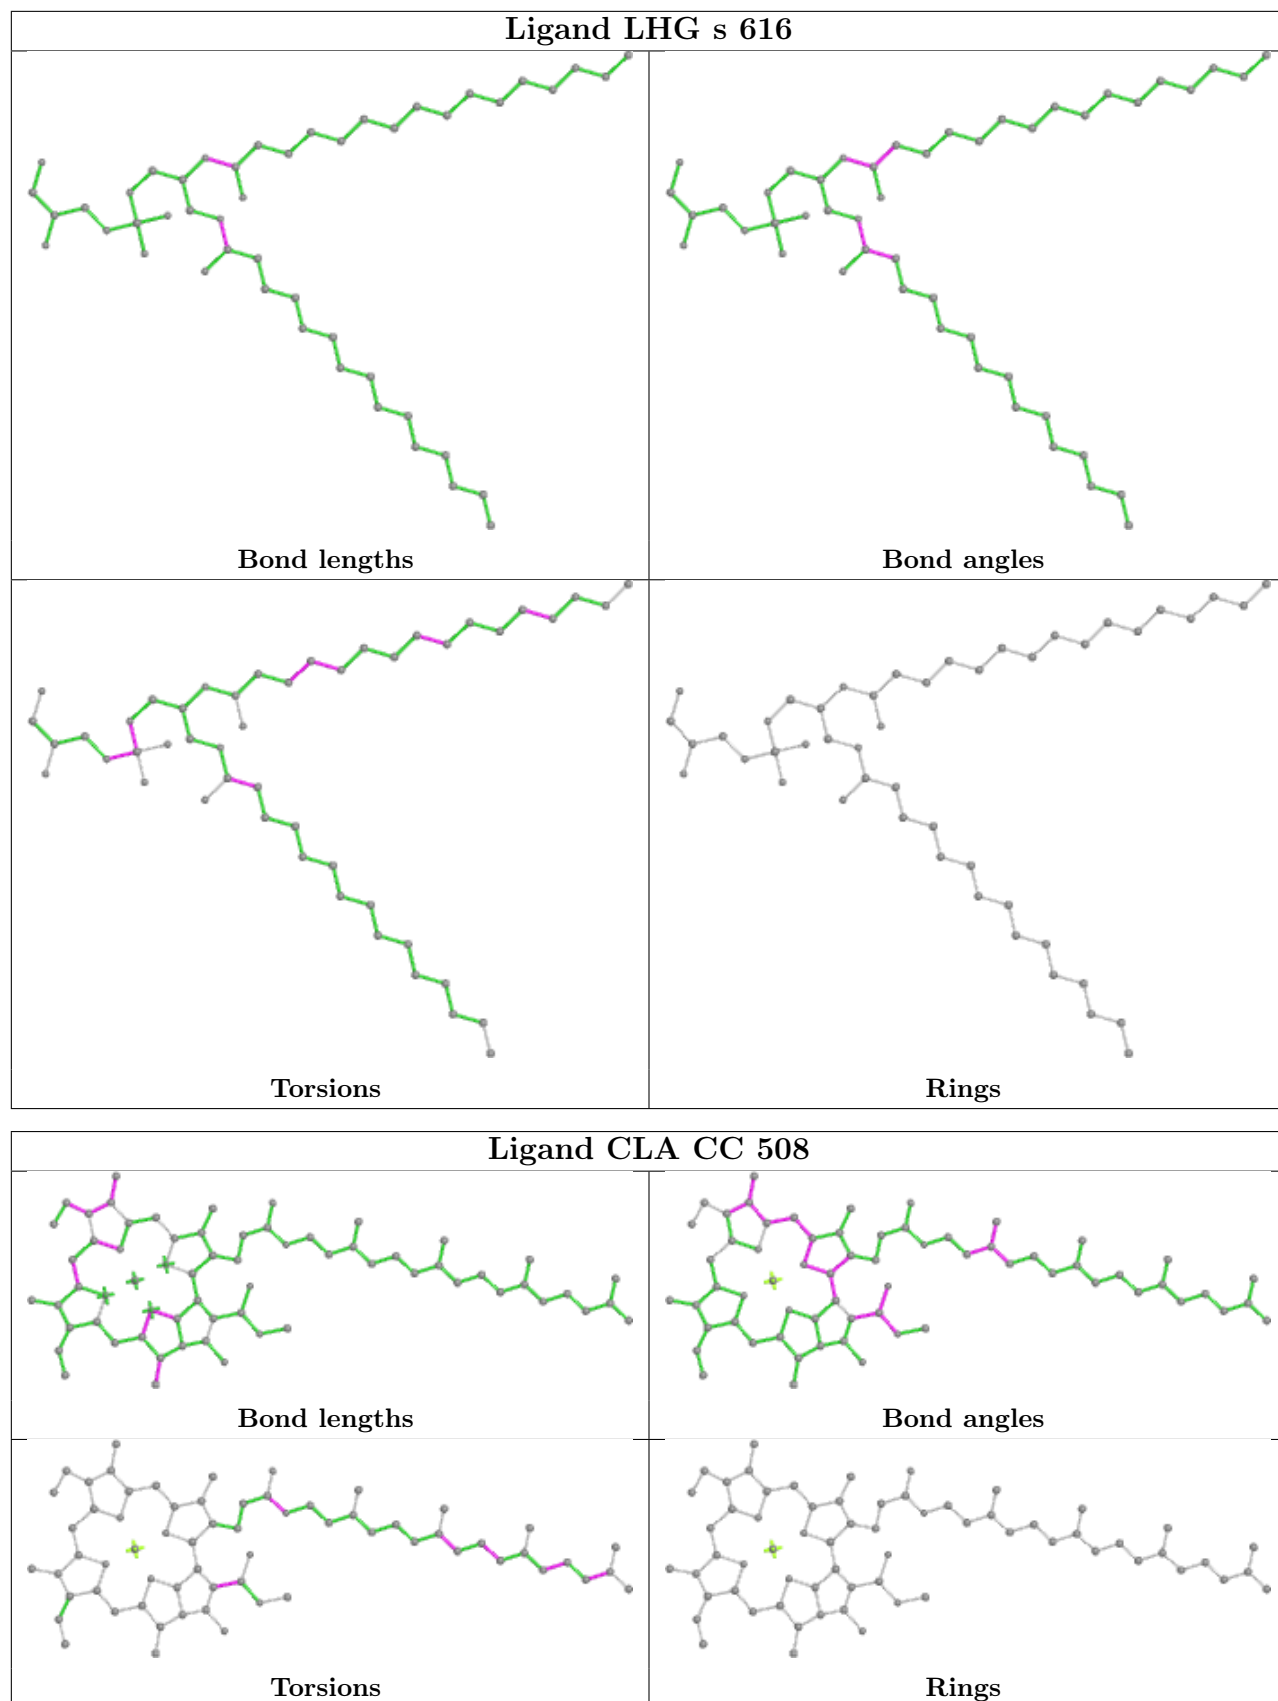 Ligand LHG s 616
Bond lengths
Bond angles
Torsions
Rings
Ligand CLA CC 508
Bond lengths
Bond angles
Torsions
Rings